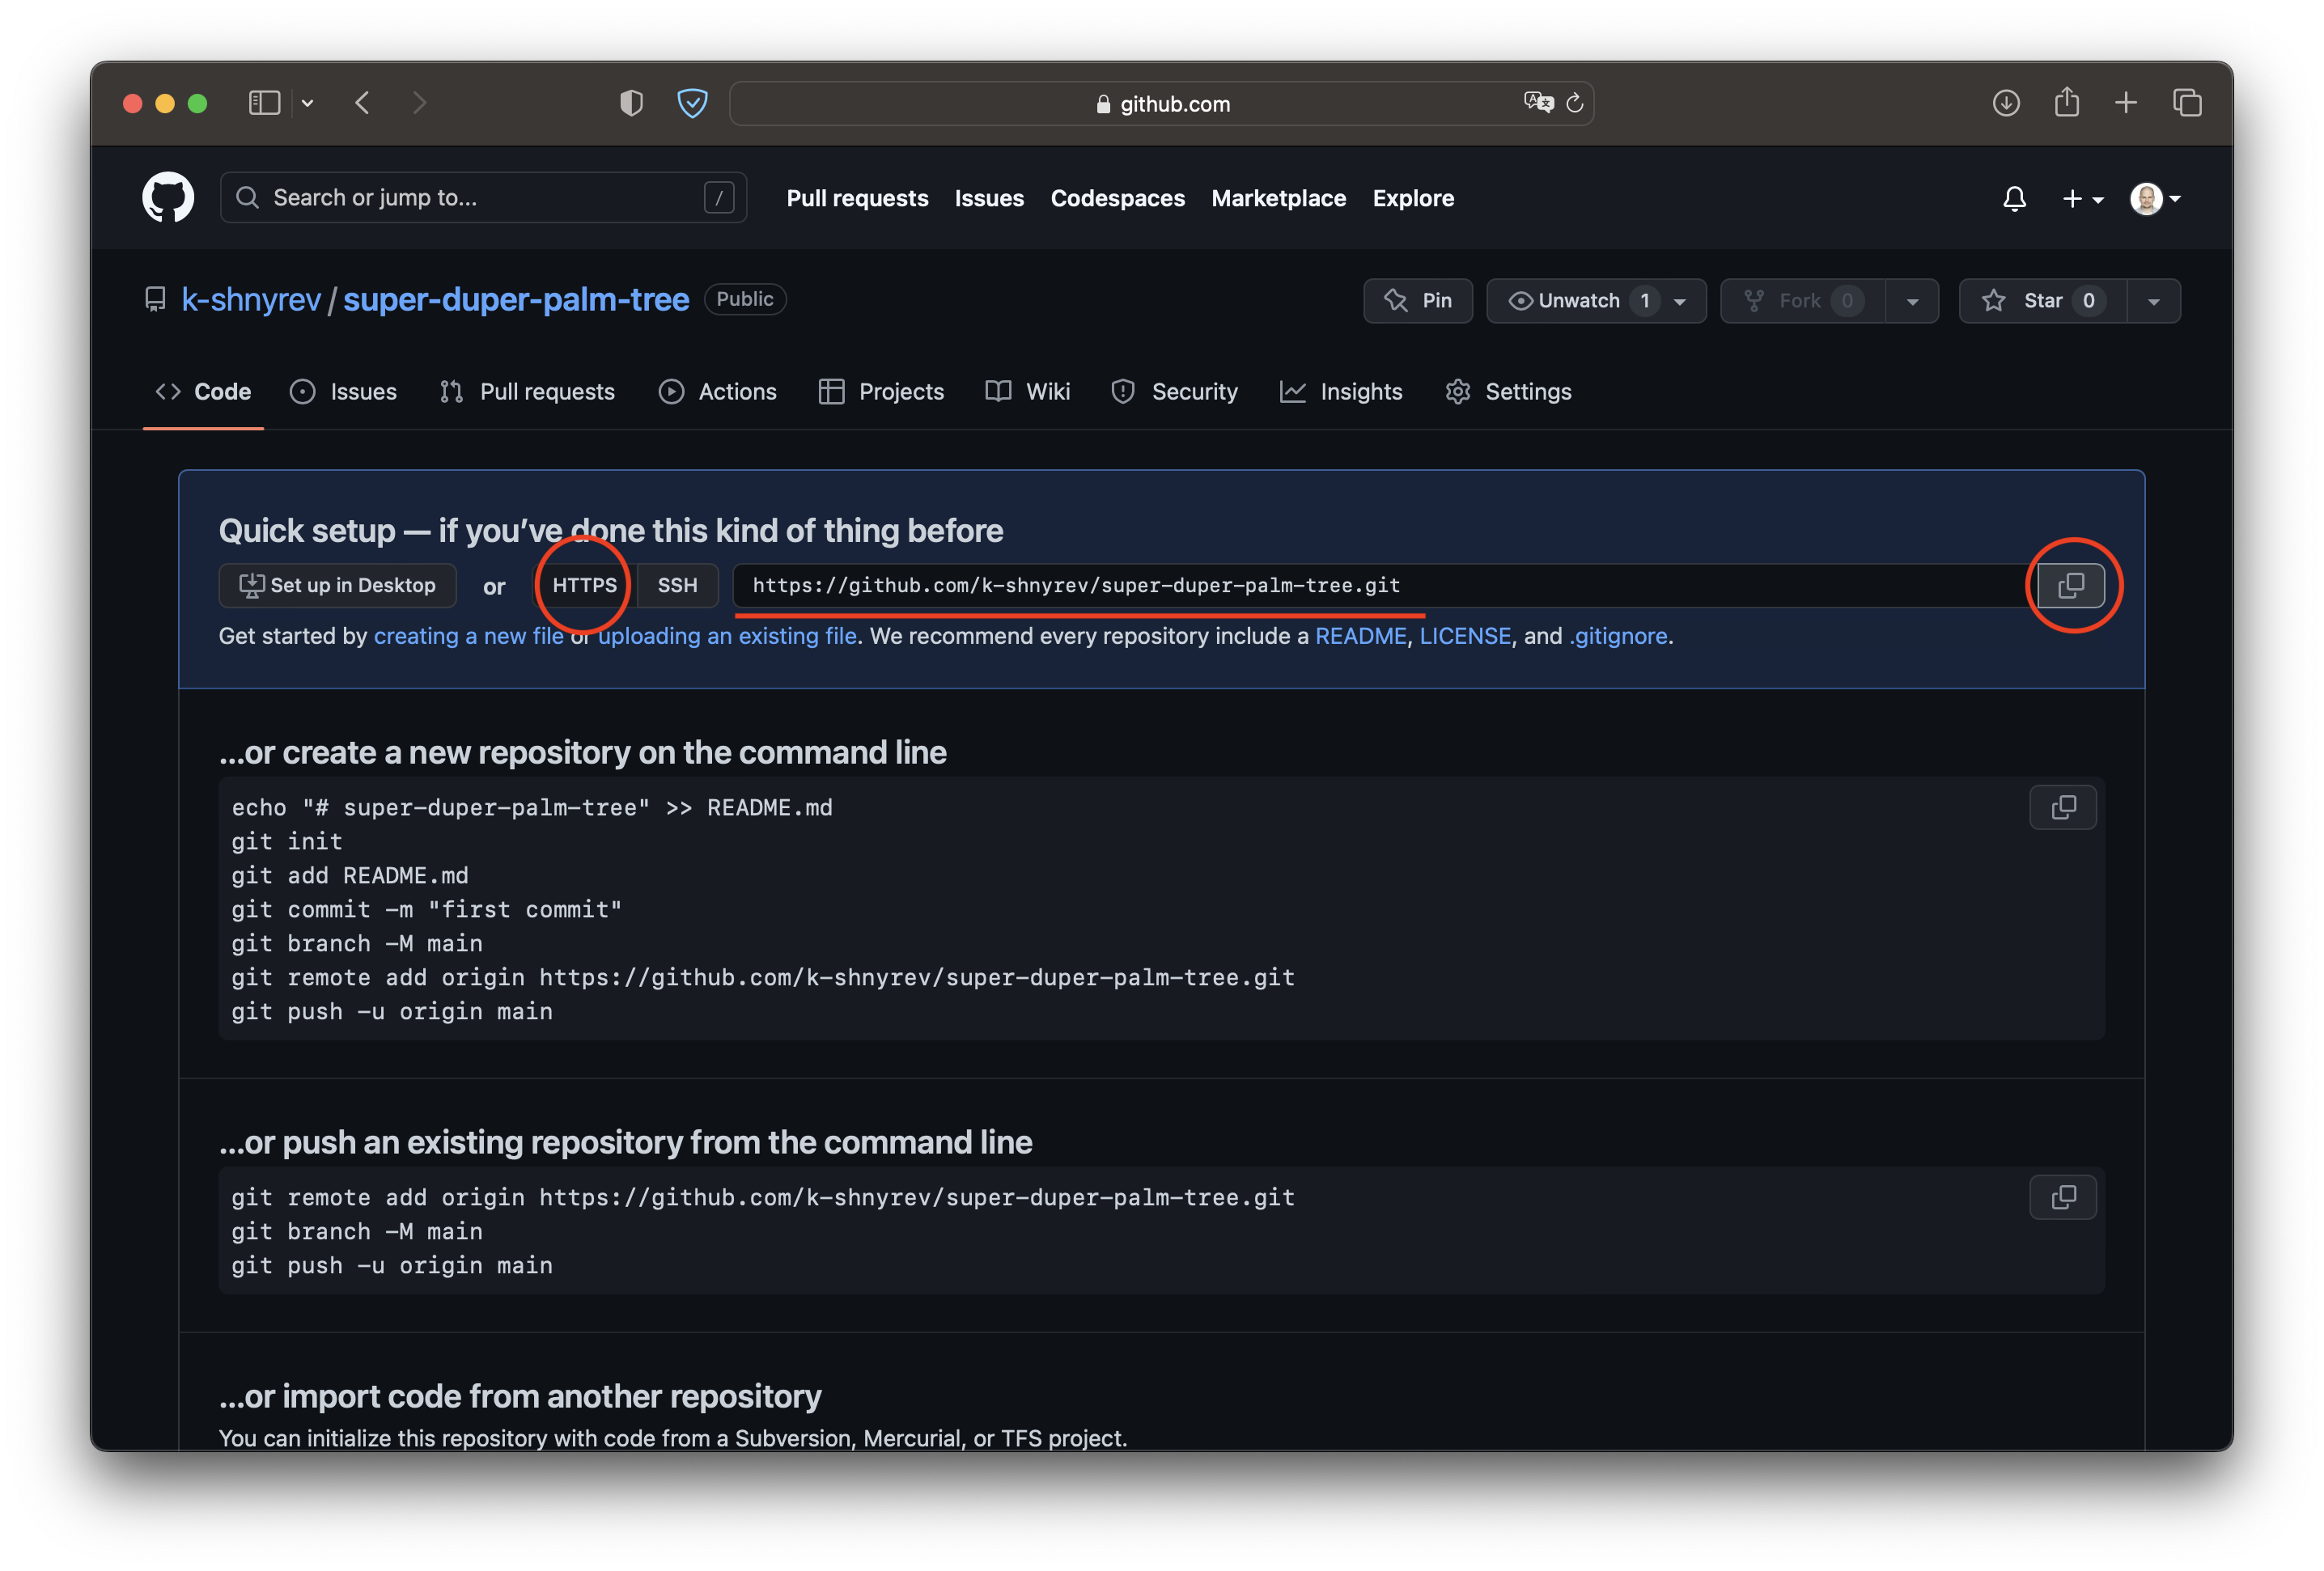 github.com
Search or jump to... /
Pull requests Issues Codespaces Marketplace Explore
k-shnyrev / super-duper-palm-tree Public
Pin Unwatch 1 Fork 0 Star 0
Code Issues Pull requests Actions Projects Wiki Security Insights Settings
Quick setup — if you’ve done this kind of thing before
Set up in Desktop or HTTPS SSH https://github.com/k-shnyrev/super-duper-palm-tree.git
Get started by creating a new file or uploading an existing file. We recommend every repository include a README, LICENSE, and .gitignore.
...or create a new repository on the command line
echo "# super-duper-palm-tree" >> README.md
git init
git add README.md
git commit -m "first commit"
git branch -M main
git remote add origin https://github.com/k-shnyrev/super-duper-palm-tree.git
git push -u origin main
...or push an existing repository from the command line
git remote add origin https://github.com/k-shnyrev/super-duper-palm-tree.git
git branch -M main
git push -u origin main
...or import code from another repository
You can initialize this repository with code from a Subversion, Mercurial, or TFS project.